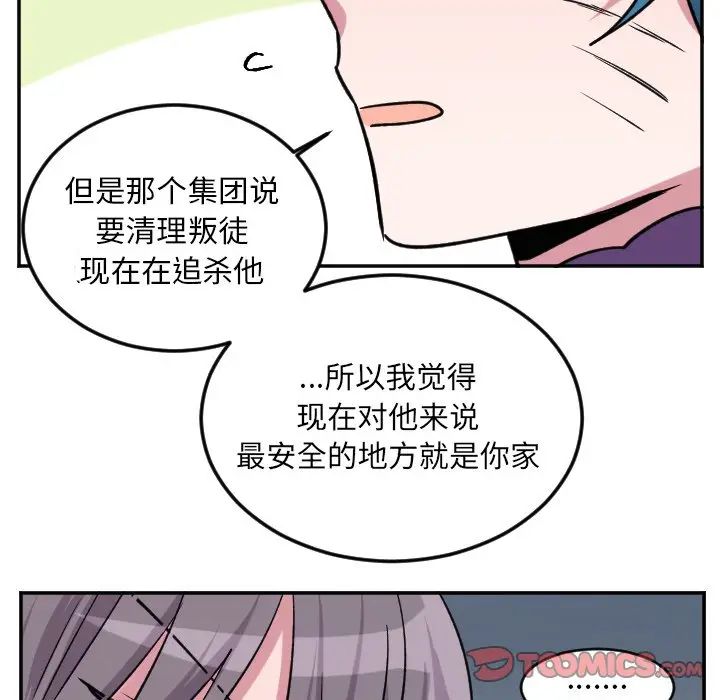 但是那个集团说
要清理叛徒
现在在追杀他
...所以我觉得
现在对他来说
最安全的地方就是你家
TOOMICS.COM
........